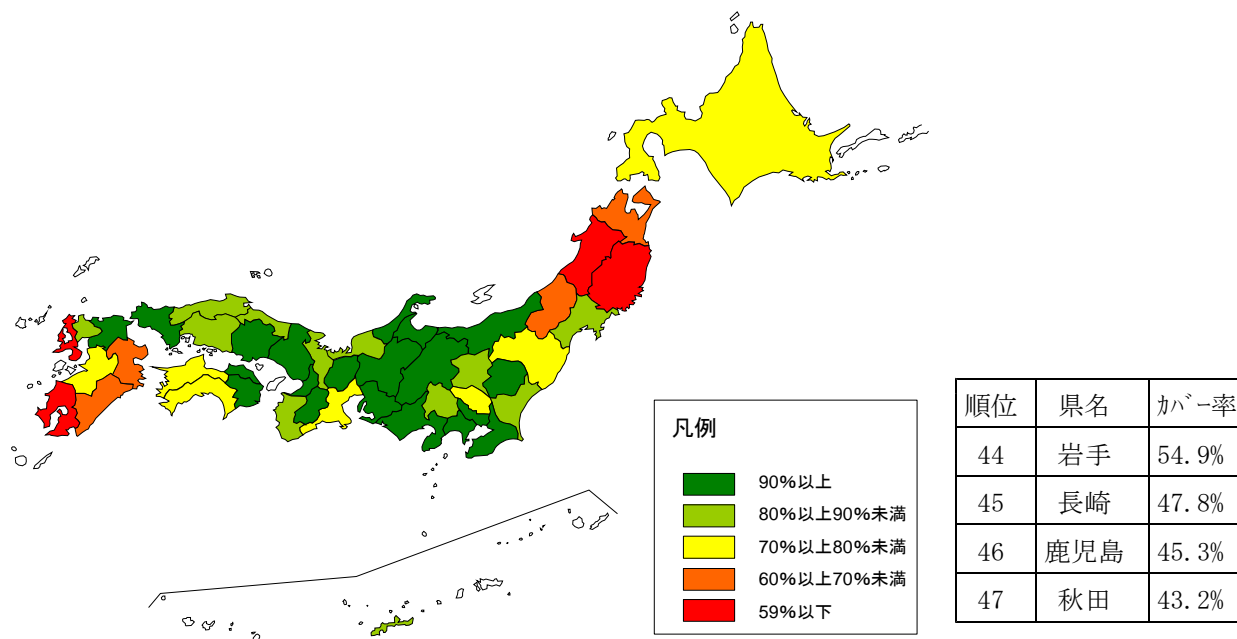 凡例
90%以上
80%以上90%未満
70%以上80%未満
60%以上70%未満
59%以下
順位 県名 ｶﾊﾞｰ率
44 岩手 54.9%
45 長崎 47.8%
46 鹿児島 45.3%
47 秋田 43.2%